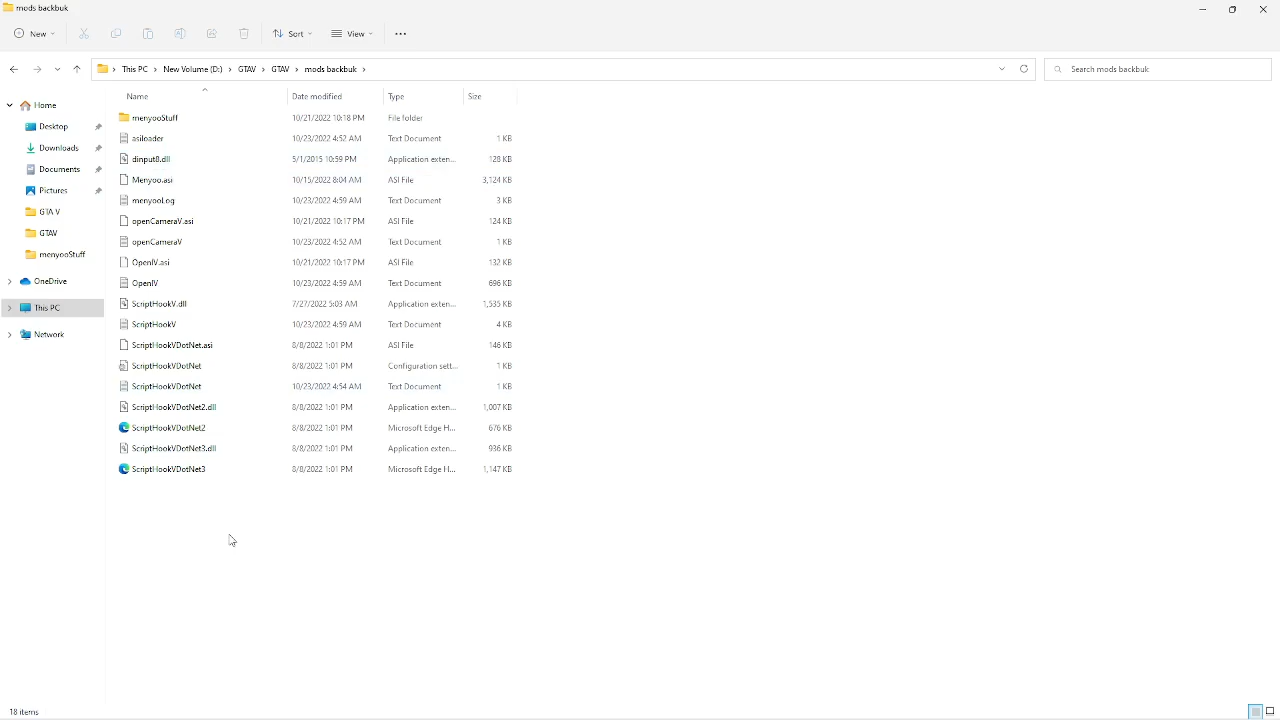 mods backbuk
New Sort View
This PC New Volume (D:) GTAV GTAV mods backbuk Search mods backbuk
Name Date modified Type Size
Home
Desktop
Downloads
Documents
Pictures
GTA V
GTAV
menyooStuff
OneDrive
This PC
Network
menyooStuff 10/21/2022 10:18 PM File folder
asiloader 10/23/2022 4:52 AM Text Document 1 KB
dinput8.dll 5/1/2015 10:59 PM Application exten... 128 KB
Menyoo.asi 10/15/2022 8:04 AM ASI File 3,124 KB
menyooLog 10/23/2022 4:59 AM Text Document 3 KB
openCameraV.asi 10/21/2022 10:17 PM ASI File 124 KB
openCameraV 10/23/2022 4:52 AM Text Document 1 KB
OpenIV.asi 10/21/2022 10:17 PM ASI File 132 KB
OpenIV 10/23/2022 4:59 AM Text Document 696 KB
ScriptHookV.dll 7/27/2022 5:03 AM Application exten... 1,535 KB
ScriptHookV 10/23/2022 4:59 AM Text Document 4 KB
ScriptHookVDotNet.asi 8/8/2022 1:01 PM ASI File 146 KB
ScriptHookVDotNet 8/8/2022 1:01 PM Configuration sett... 1 KB
ScriptHookVDotNet 10/23/2022 4:54 AM Text Document 1 KB
ScriptHookVDotNet2.dll 8/8/2022 1:01 PM Application exten... 1,007 KB
ScriptHookVDotNet2 8/8/2022 1:01 PM Microsoft Edge H... 676 KB
ScriptHookVDotNet3.dll 8/8/2022 1:01 PM Application exten... 936 KB
ScriptHookVDotNet3 8/8/2022 1:01 PM Microsoft Edge H... 1,147 KB
18 items